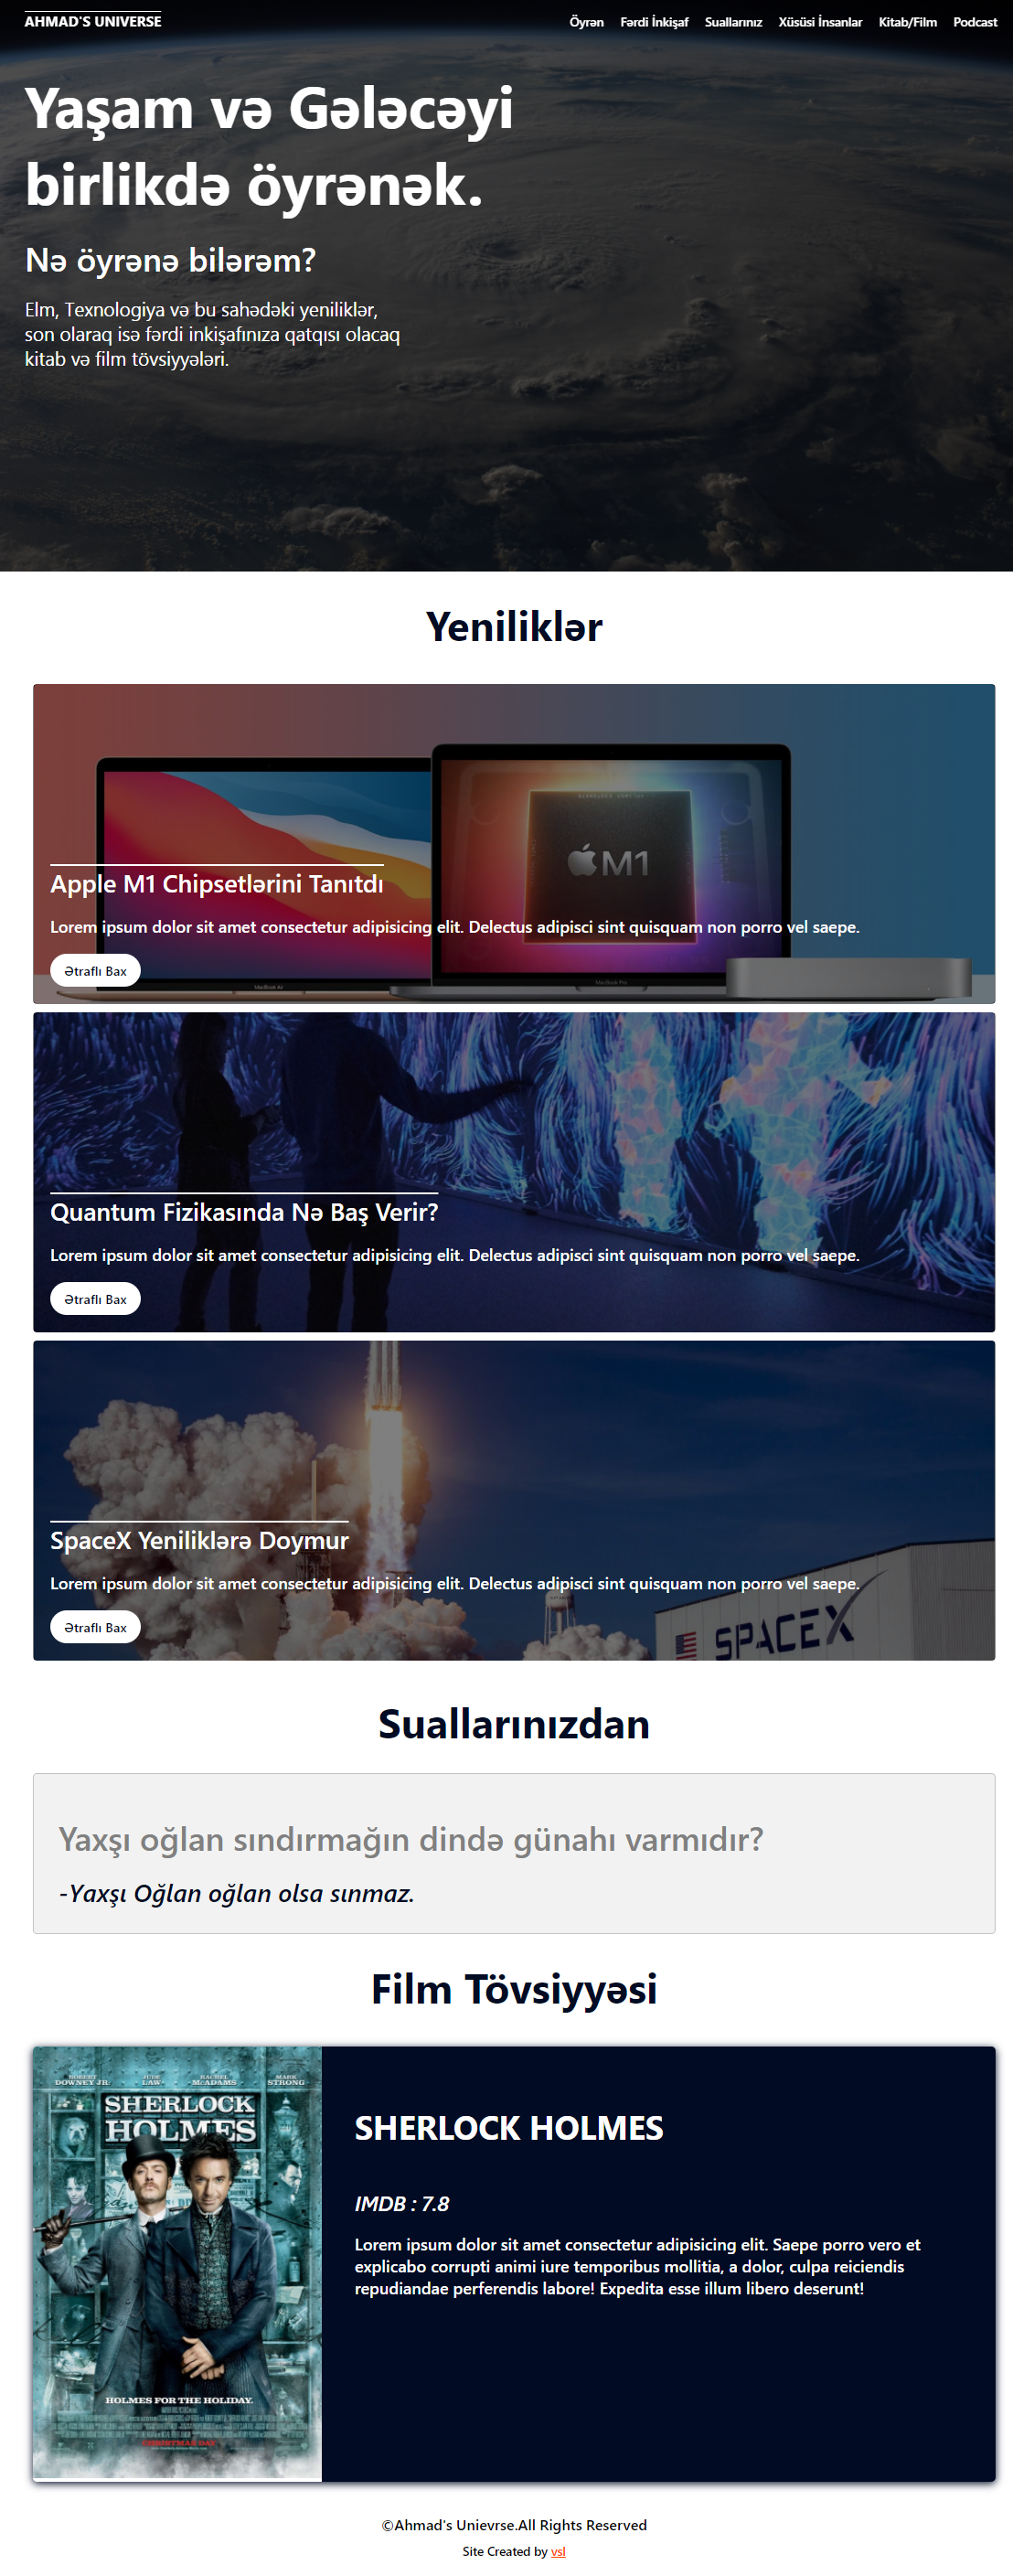 AHMAD'S UNIVERSE
Öyrən Fərdi İnkişaf Suallarınız Xüsüsi İnsanlar Kitab/Film Podcast
Yaşam və Gələcəyi
birlikdə öyrənək.
Nə öyrənə bilərəm?
Elm, Texnologiya və bu sahədəki yeniliklər,
son olaraq isə fərdi inkişafınıza qatqısı olacaq
kitab və film tövsiyyələri.
Yeniliklər
M1
Apple M1 Chipsetlərini Tanıtdı
Lorem ipsum dolor sit amet consectetur adipisicing elit. Delectus adipisci sint quisquam non porro vel saepe.
Ətraflı Bax
MacBook Air
MacBook Pro
Quantum Fizikasında Nə Baş Verir?
Lorem ipsum dolor sit amet consectetur adipisicing elit. Delectus adipisci sint quisquam non porro vel saepe.
Ətraflı Bax
SpaceX Yeniliklərə Doymur
Lorem ipsum dolor sit amet consectetur adipisicing elit. Delectus adipisci sint quisquam non porro vel saepe.
Ətraflı Bax
SPACEX
Suallarınızdan
Yaxşı oğlan sındırmağın dində günahı varmıdır?
-Yaxşı Oğlan oğlan olsa sınmaz.
Film Tövsiyyəsi
ROBERT DOWNEY JR. JUDE LAW RACHEL McADAMS MARK STRONG
SHERLOCK
HOLMES
HOLMES FOR THE HOLIDAY.
CHRISTMAS DAY
SHERLOCK HOLMES
IMDB : 7.8
Lorem ipsum dolor sit amet consectetur adipisicing elit. Saepe porro vero et
explicabo corrupti animi iure temporibus mollitia, a dolor, culpa reiciendis
repudiandae perferendis labore! Expedita esse illum libero deserunt!
©Ahmad's Unievrse.All Rights Reserved
Site Created by vsl